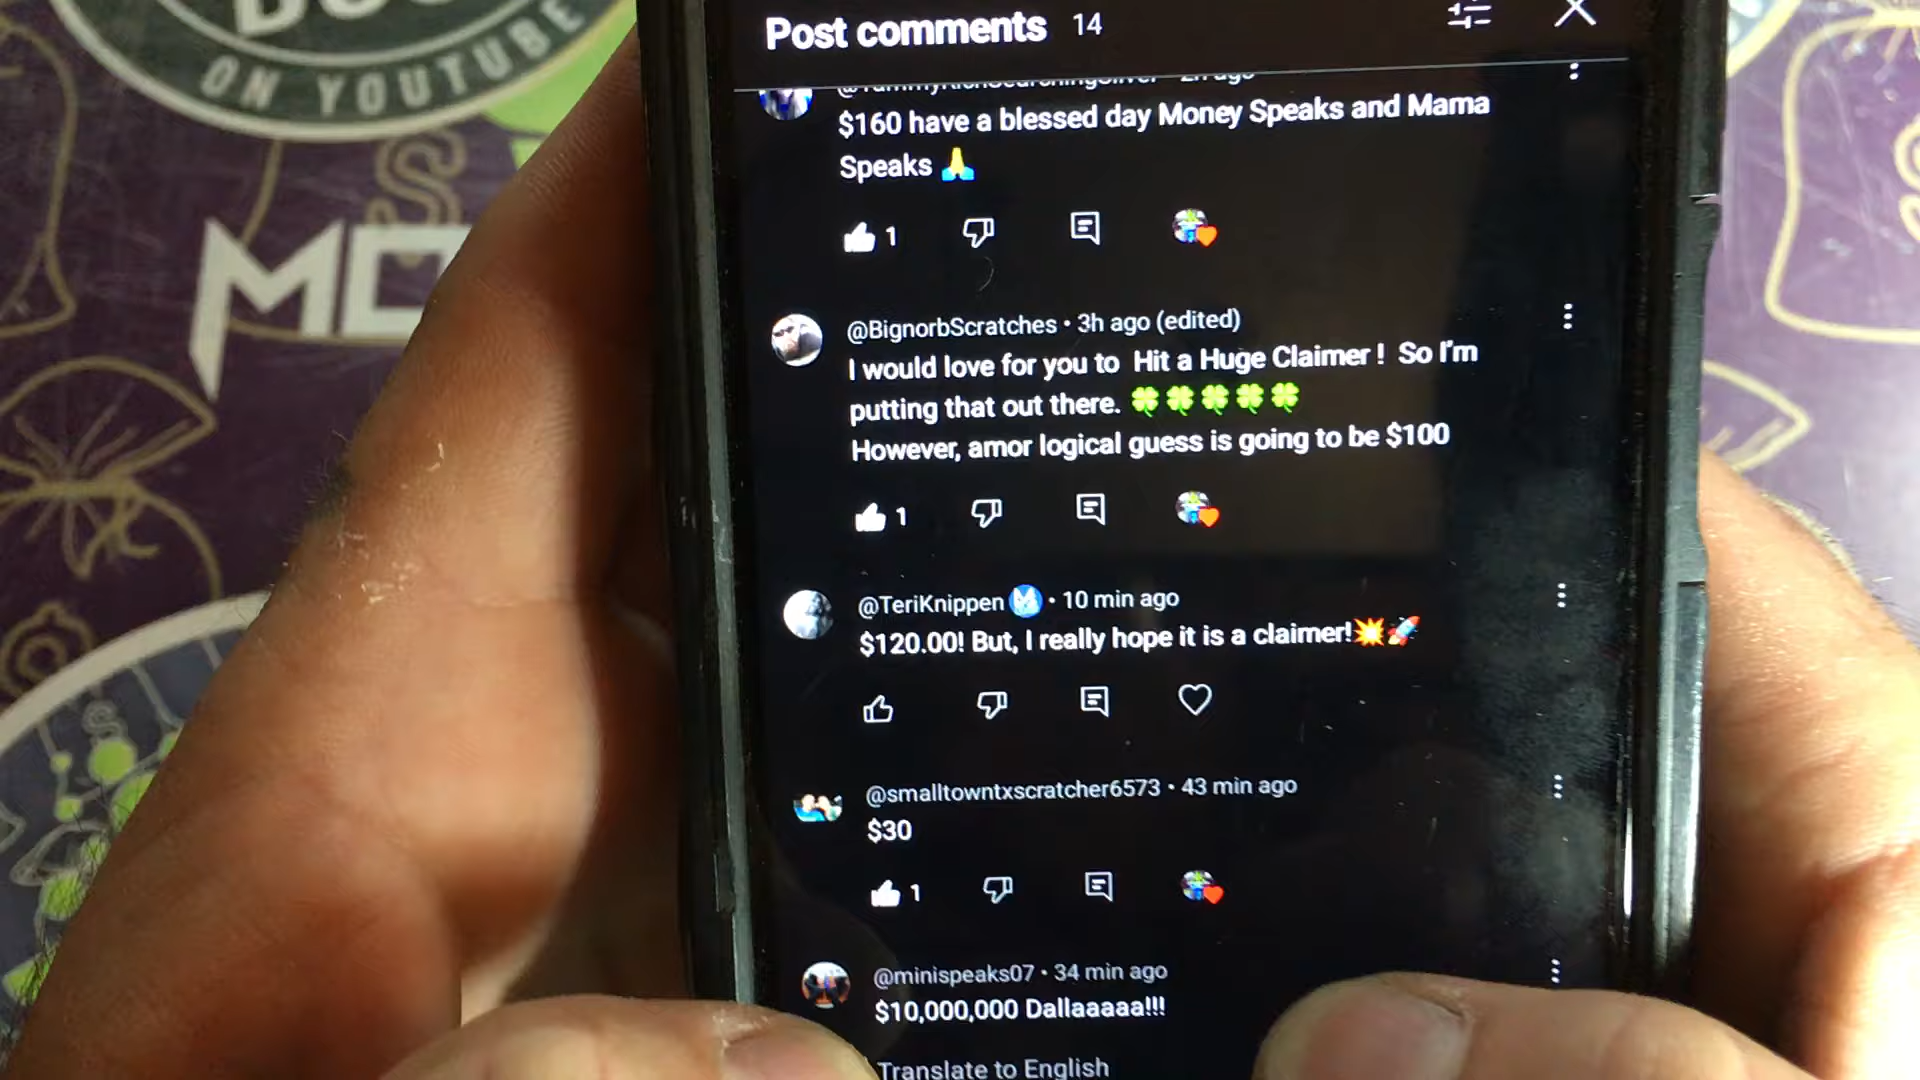 ON YOUTUBE
Post comments 14
$160 have a blessed day Money Speaks and Mama
Speaks 🙏
1
@BignorbScratches • 3h ago (edited)
I would love for you to Hit a Huge Claimer ! So I'm
putting that out there. 🍀🍀🍀🍀🍀
However, amor logical guess is going to be $100
1
@TeriKnippen • 10 min ago
$120.00! But, I really hope it is a claimer!💥🚀
@smalltowntxscratcher6573 • 43 min ago
$30
1
@minispeaks07 • 34 min ago
$10,000,000 Dallaaaaa!!!
Translate to English